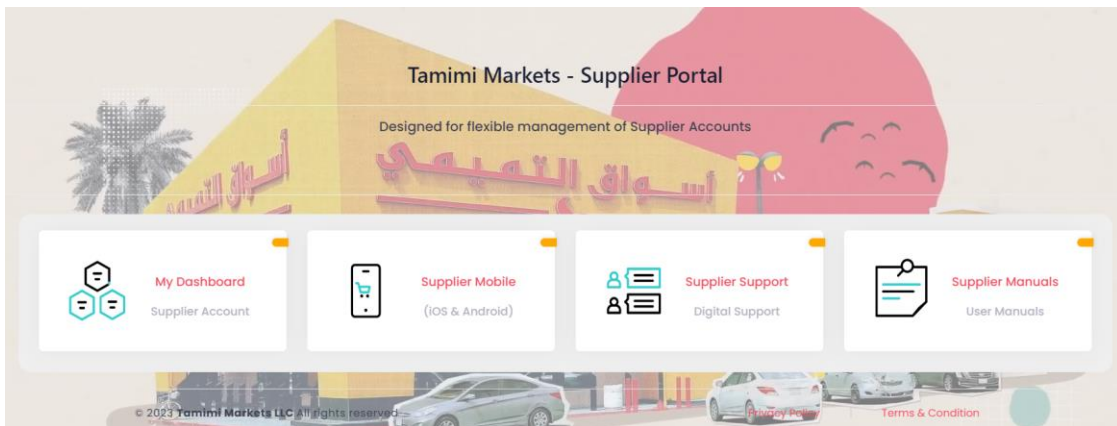 Tamimi Markets - Supplier Portal
Designed for flexible management of Supplier Accounts
أسواق التميمي
أسواق التميمي
My Dashboard
Supplier Account
Supplier Mobile
(iOS & Android)
Supplier Support
Digital Support
Supplier Manuals
User Manuals
© 2023 Tamimi Markets LLC All rights reserved
Privacy Policy
Terms & Condition